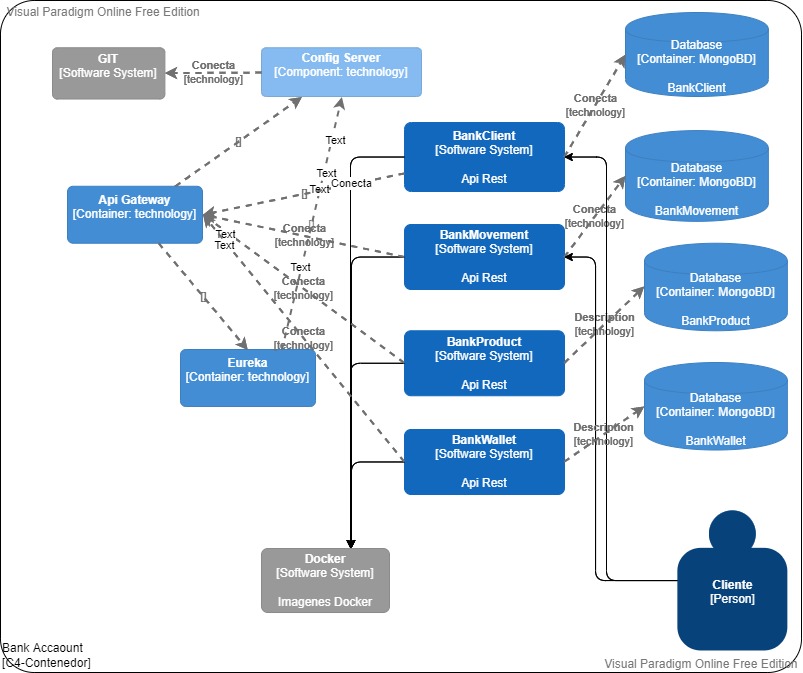 Visual Paradigm Online Free Edition
GIT
[Software System]
Conecta
[technology]
Config Server
[Component: technology]
Database
[Container: MongoBD]
BankClient
Conecta
[technology]
[]
Text
BankClient
[Software System]
Api Rest
Database
[Container: MongoBD]
BankMovement
Text
Text
Conecta
[]
Api Gateway
[Container: technology]
Conecta
[technology]
[]
Conecta
[technology]
BankMovement
[Software System]
Api Rest
Text
Text
Text
Conecta
[technology]
Database
[Container: MongoBD]
BankProduct
[]
Conecta
[technology]
BankProduct
[Software System]
Api Rest
Description
[technology]
Eureka
[Container: technology]
Database
[Container: MongoBD]
BankWallet
BankWallet
[Software System]
Api Rest
Description
[technology]
Docker
[Software System]
Imagenes Docker
Cliente
[Person]
Bank Accaount
[C4-Contenedor]
Visual Paradigm Online Free Edition